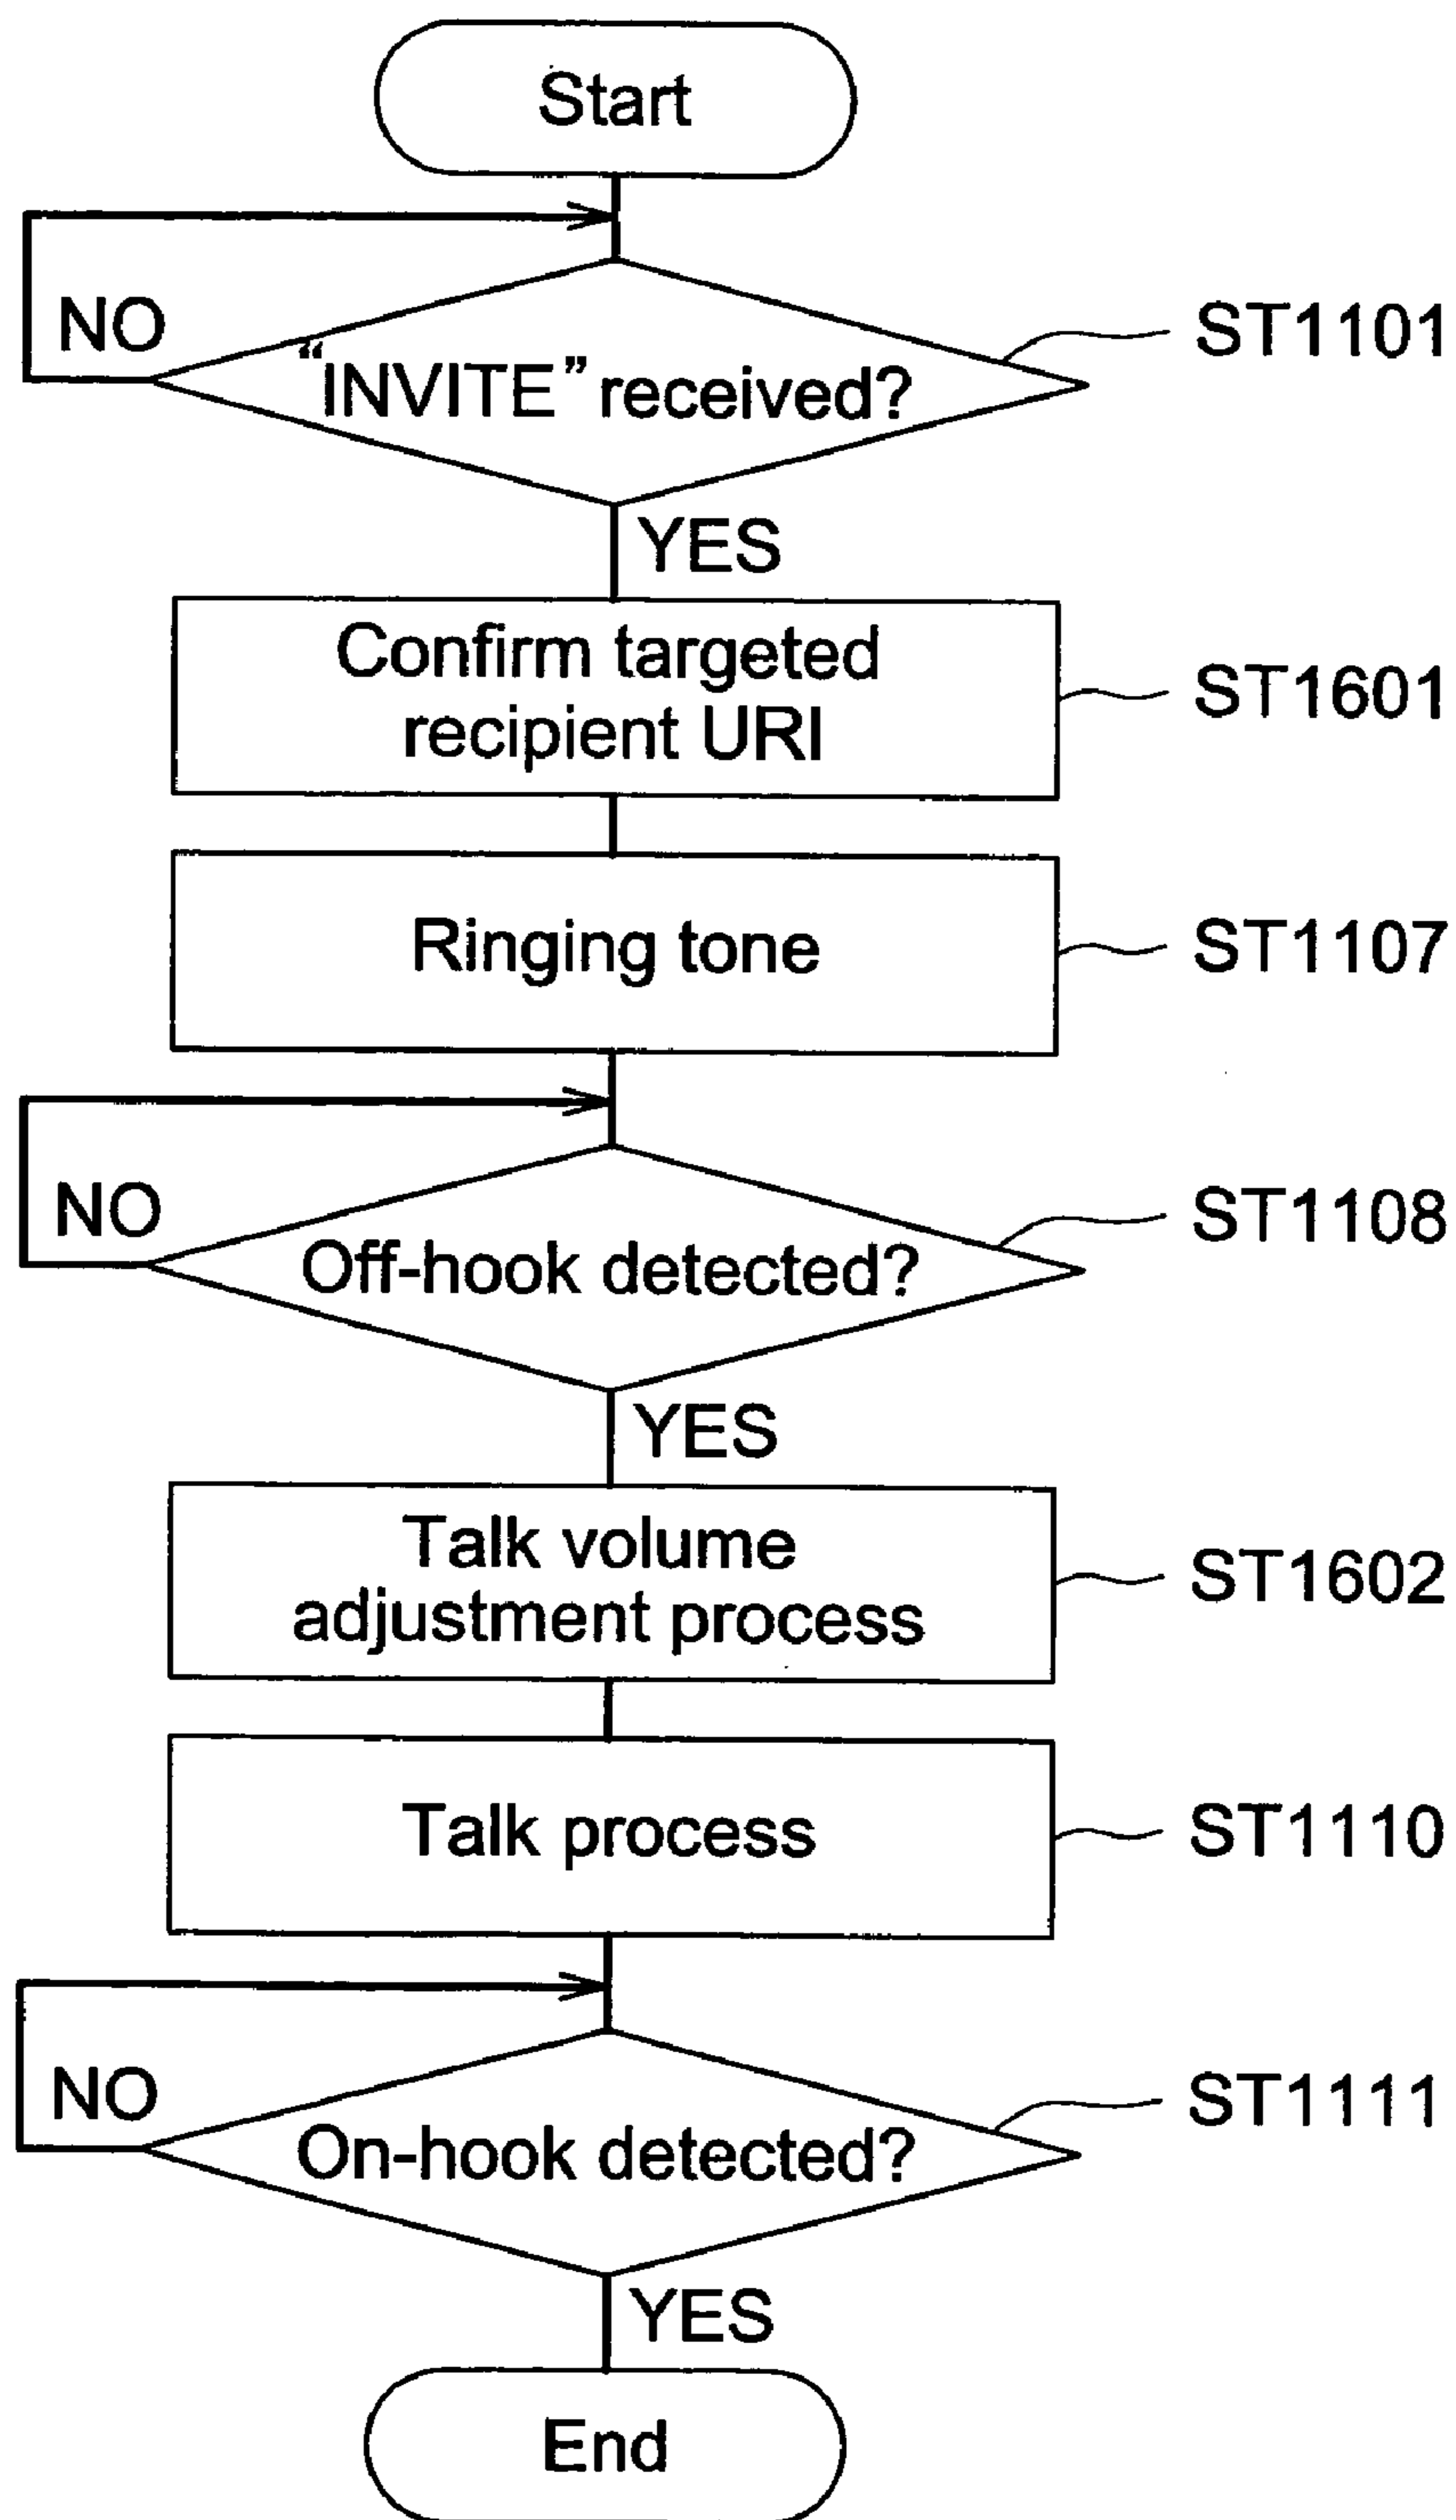 Start
NO
“INVITE” received?
ST1101
YES
Confirm targeted
recipient URI
ST1601
Ringing tone
ST1107
NO
Off-hook detected?
ST1108
YES
Talk volume
adjustment process
ST1602
Talk process
ST1110
NO
On-hook detected?
ST1111
YES
End